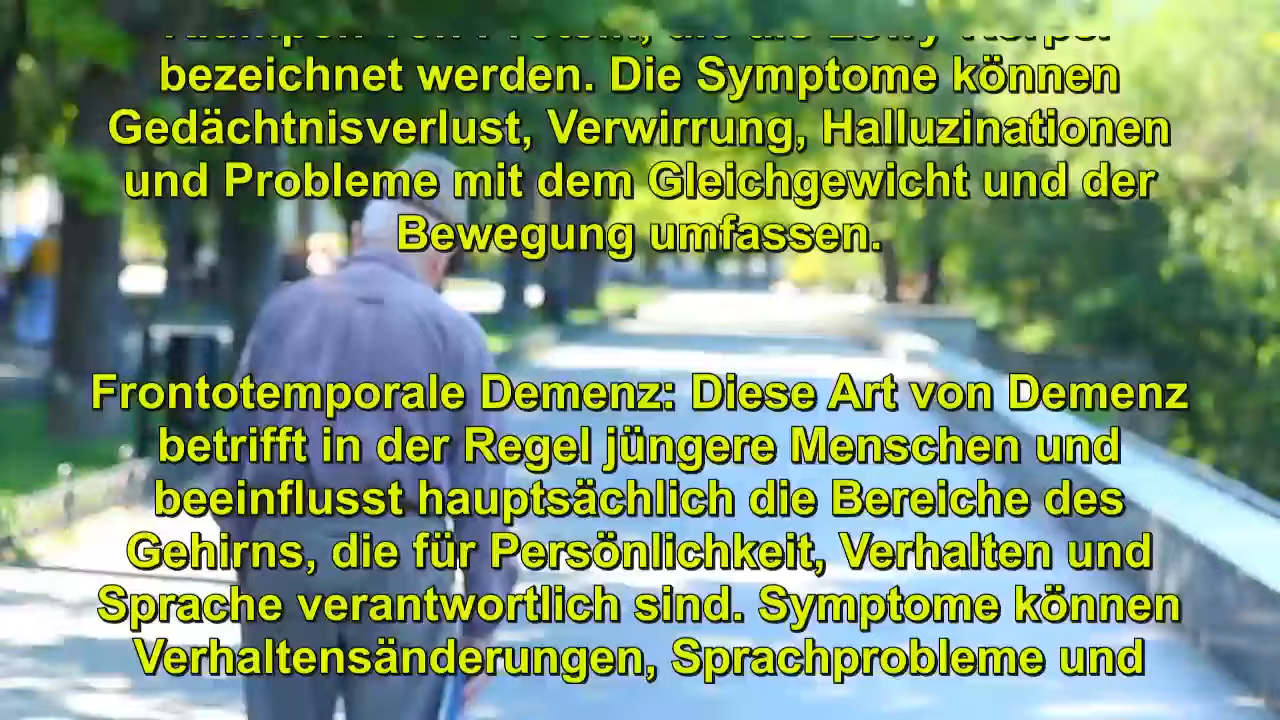 bezeichnet werden. Die Symptome können
Gedächtnisverlust, Verwirrung, Halluzinationen
und Probleme mit dem Gleichgewicht und der
Bewegung umfassen.
Frontotemporale Demenz: Diese Art von Demenz
betrifft in der Regel jüngere Menschen und
beeinflusst hauptsächlich die Bereiche des
Gehirns, die für Persönlichkeit, Verhalten und
Sprache verantwortlich sind. Symptome können
Verhaltensänderungen, Sprachprobleme und